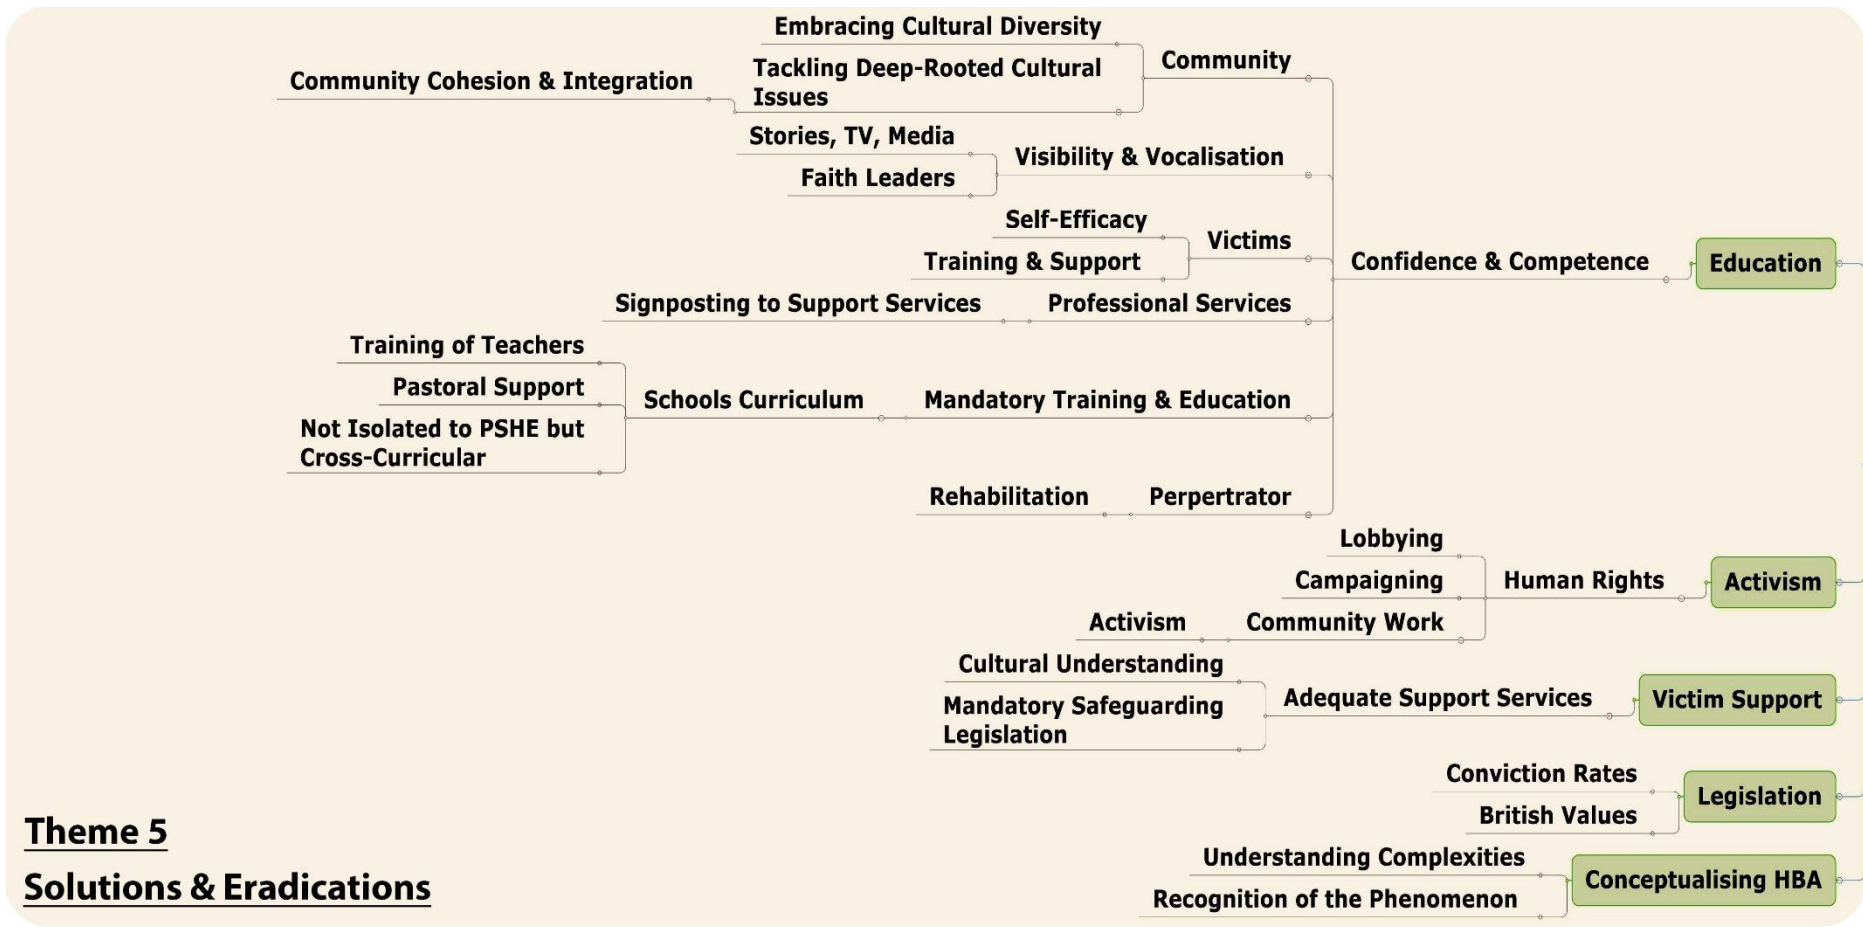 Embracing Cultural Diversity
Community
Tackling Deep-Rooted Cultural
Issues
Community Cohesion & Integration
Stories, TV, Media
Visibility & Vocalisation
Faith Leaders
Self-Efficacy
Victims
Training & Support
Confidence & Competence
Education
Signposting to Support Services
Professional Services
Training of Teachers
Pastoral Support
Schools Curriculum
Mandatory Training & Education
Not Isolated to PSHE but
Cross-Curricular
Rehabilitation
Perpertrator
Lobbying
Campaigning
Human Rights
Activism
Activism
Community Work
Cultural Understanding
Adequate Support Services
Victim Support
Mandatory Safeguarding
Legislation
Conviction Rates
Legislation
British Values
Understanding Complexities
Conceptualising HBA
Recognition of the Phenomenon
Theme 5
Solutions & Eradications